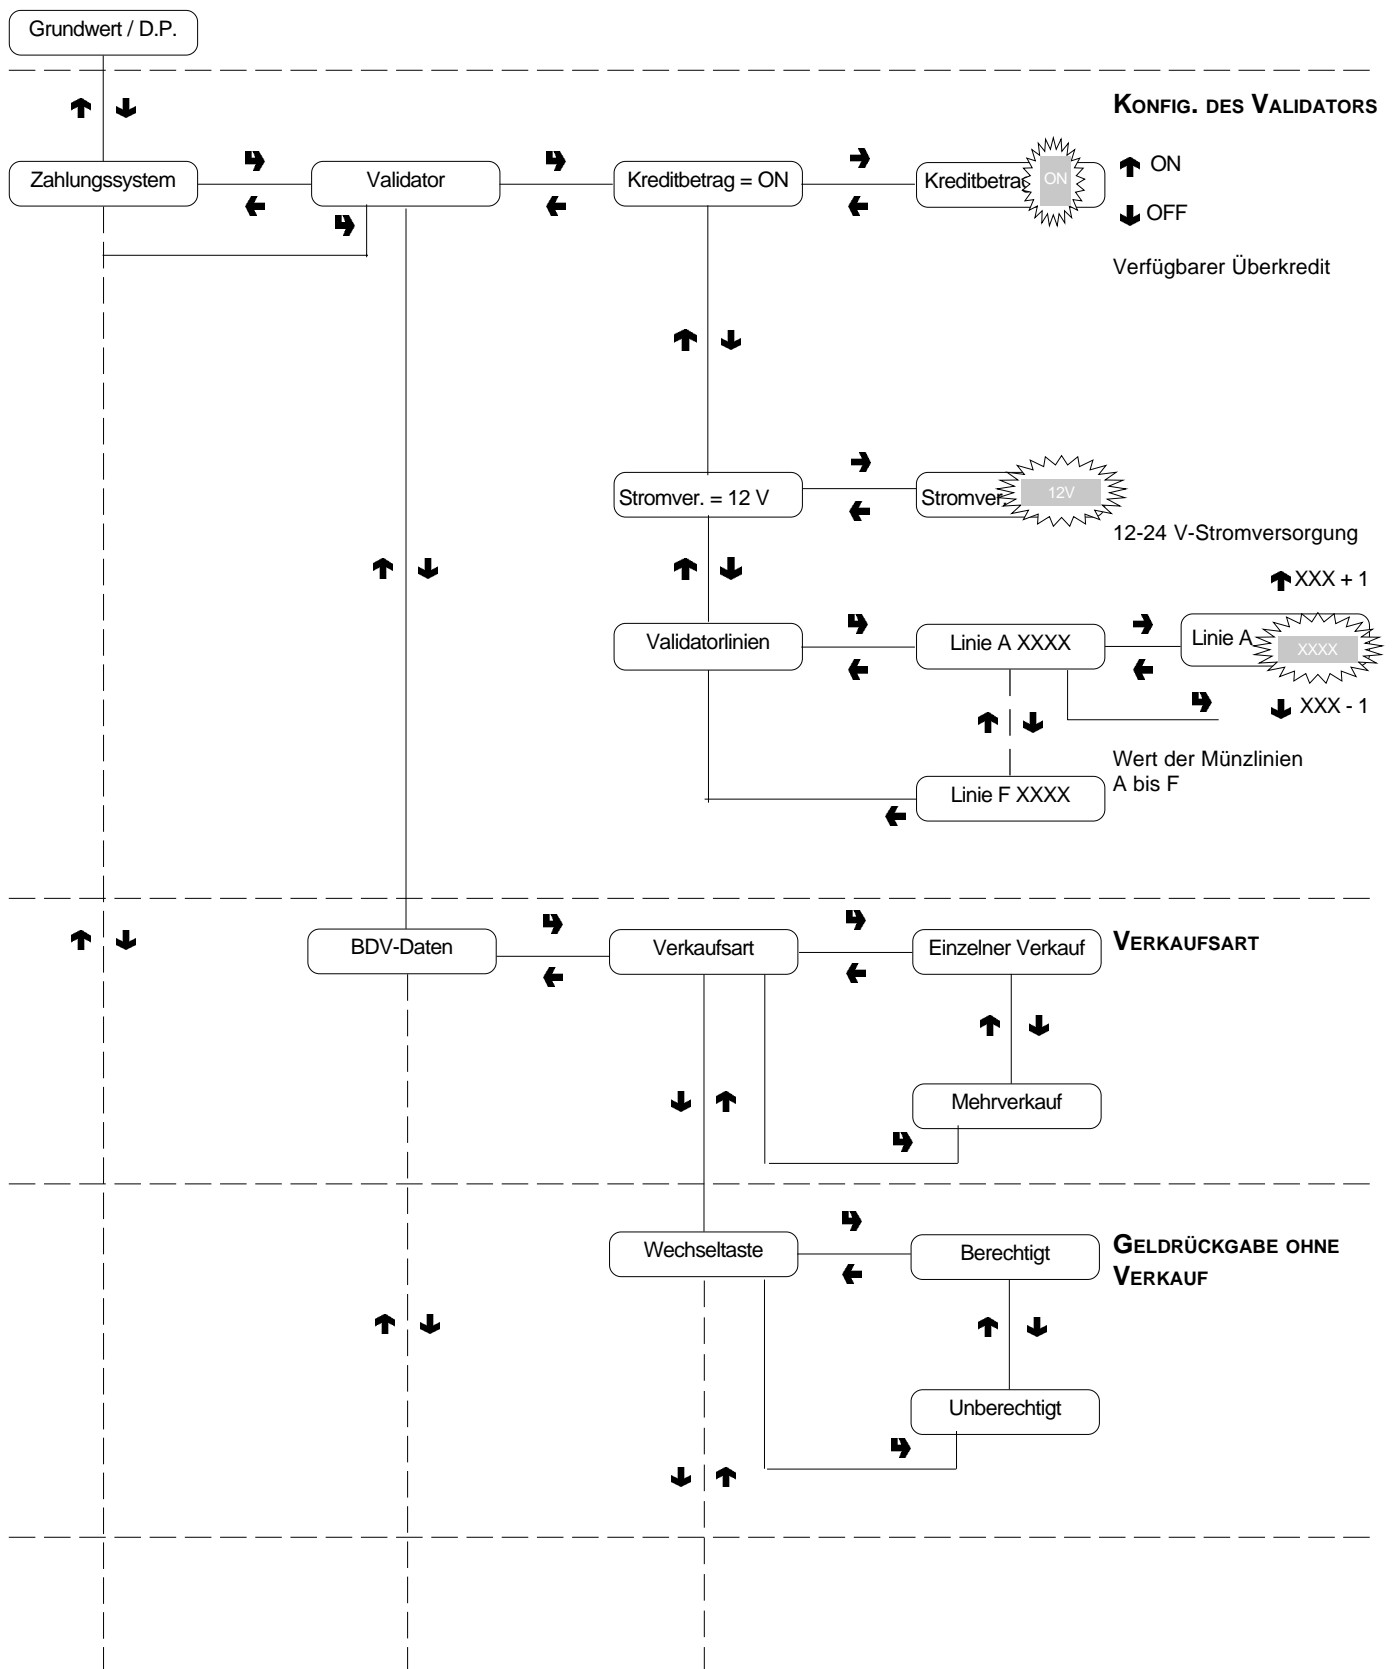 Grundwert / D.P.
KONFIG. DES VALIDATORS
Zahlungssystem
Validator
Kreditbetrag = ON
Kreditbetrag
ON
ON
OFF
Verfügbarer Überkredit
Stromver. = 12 V
Stromver.
12V
12-24 V-Stromversorgung
XXX + 1
Validatorlinien
Linie A XXXX
Linie A
XXXX
XXX - 1
Wert der Münzlinien
A bis F
Linie F XXXX
BDV-Daten
Verkaufsart
Einzelner Verkauf
VERKAUFSART
Mehrverkauf
Wechseltaste
Berechtigt
GELDRÜCKGABE OHNE
VERKAUF
Unberechtigt